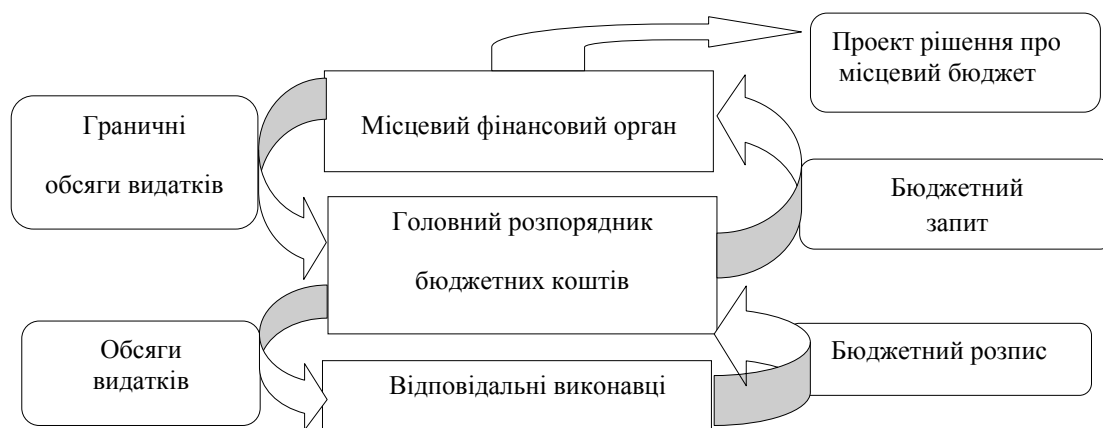 Проект рішення про
місцевий бюджет
Граничні
обсяги видатків
Місцевий фінансовий орган
Бюджетний
запит
Головний розпорядник
бюджетних коштів
Обсяги
видатків
Бюджетний розпис
Відповідальні виконавці